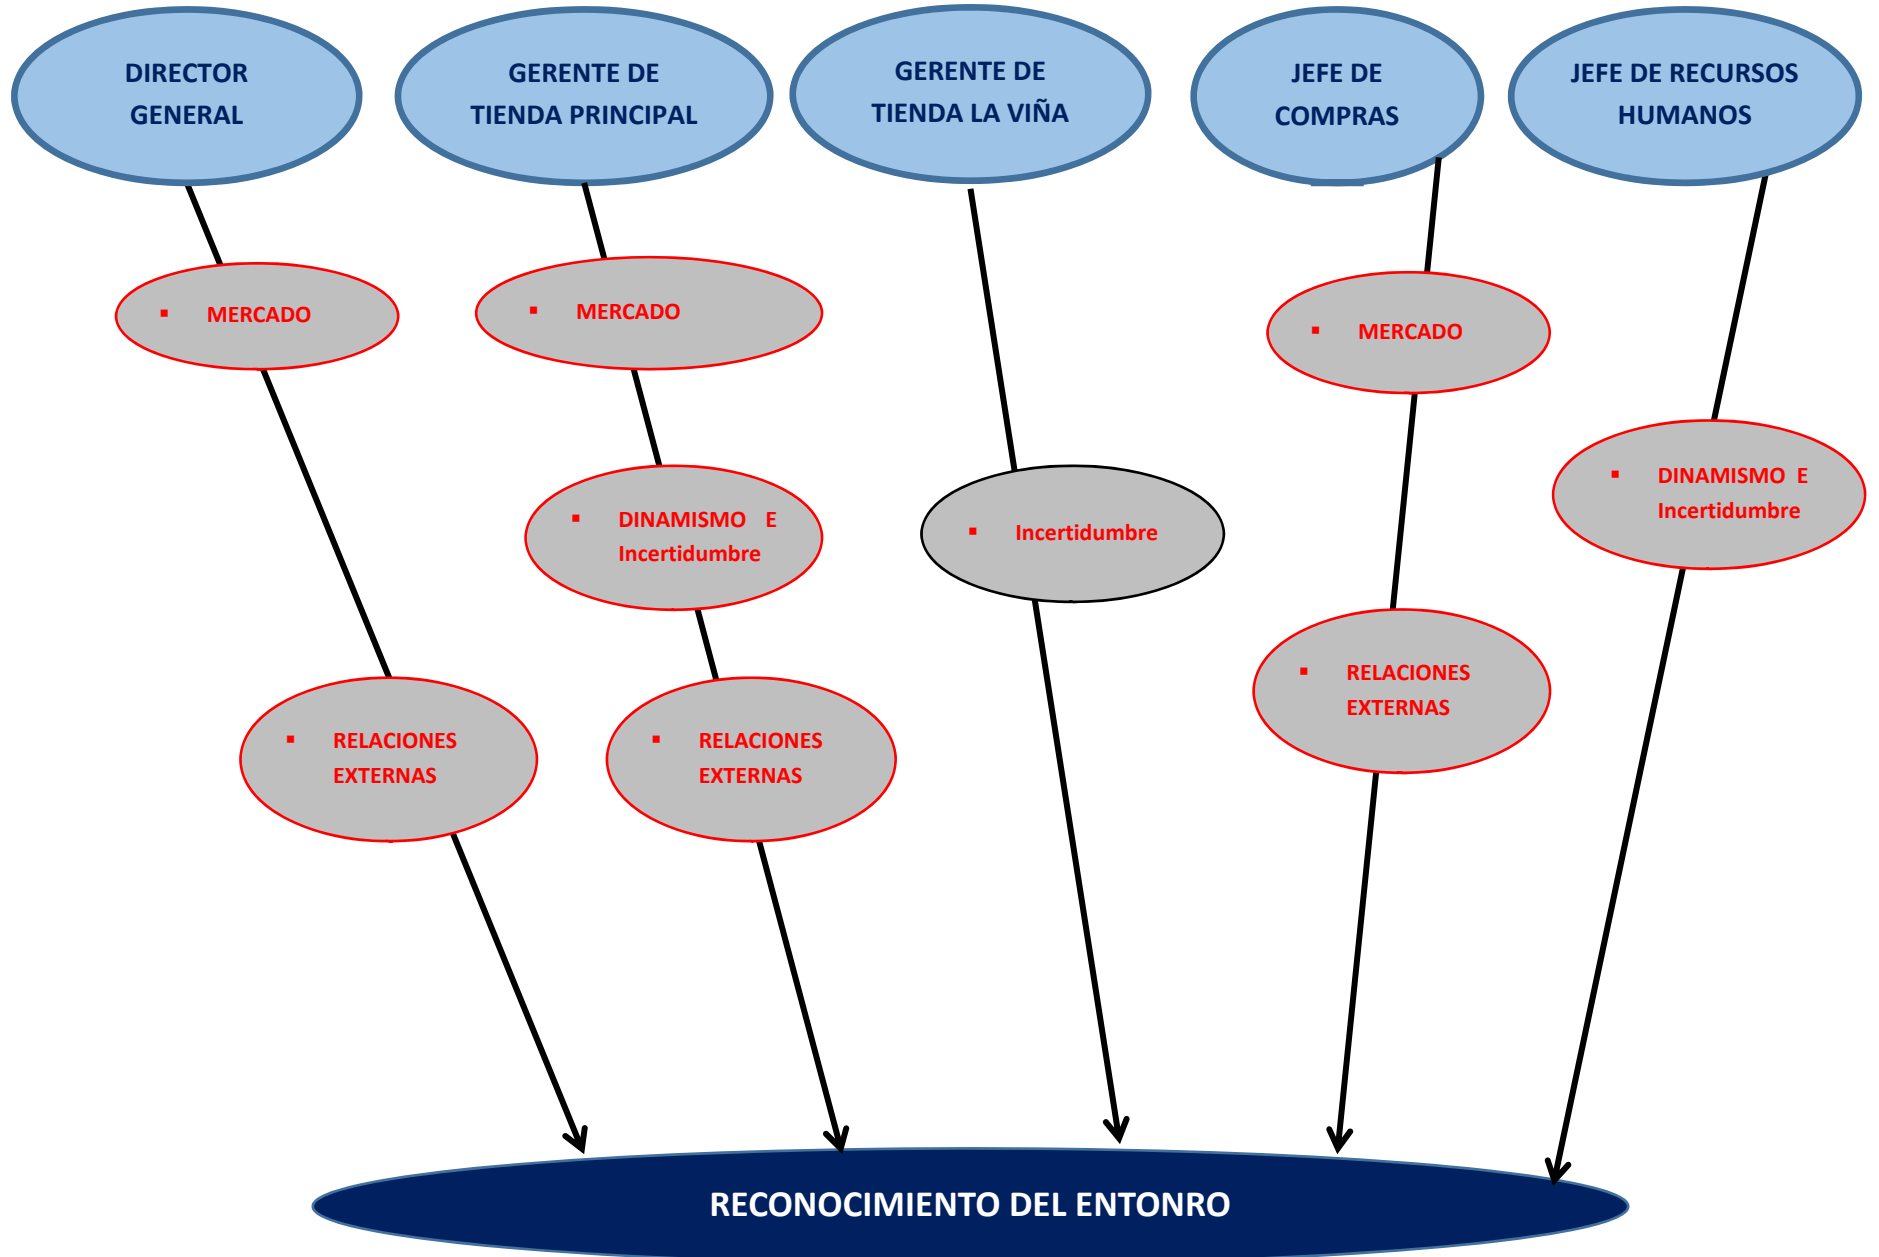 DIRECTOR
GENERAL
GERENTE DE
TIENDA PRINCIPAL
GERENTE DE
TIENDA LA VIÑA
JEFE DE
COMPRAS
JEFE DE RECURSOS
HUMANOS
▪ MERCADO
▪ MERCADO
▪ MERCADO
▪ DINAMISMO E
Incertidumbre
▪ DINAMISMO E
Incertidumbre
▪ Incertidumbre
▪ RELACIONES
EXTERNAS
▪ RELACIONES
EXTERNAS
▪ RELACIONES
EXTERNAS
RECONOCIMIENTO DEL ENTONRO